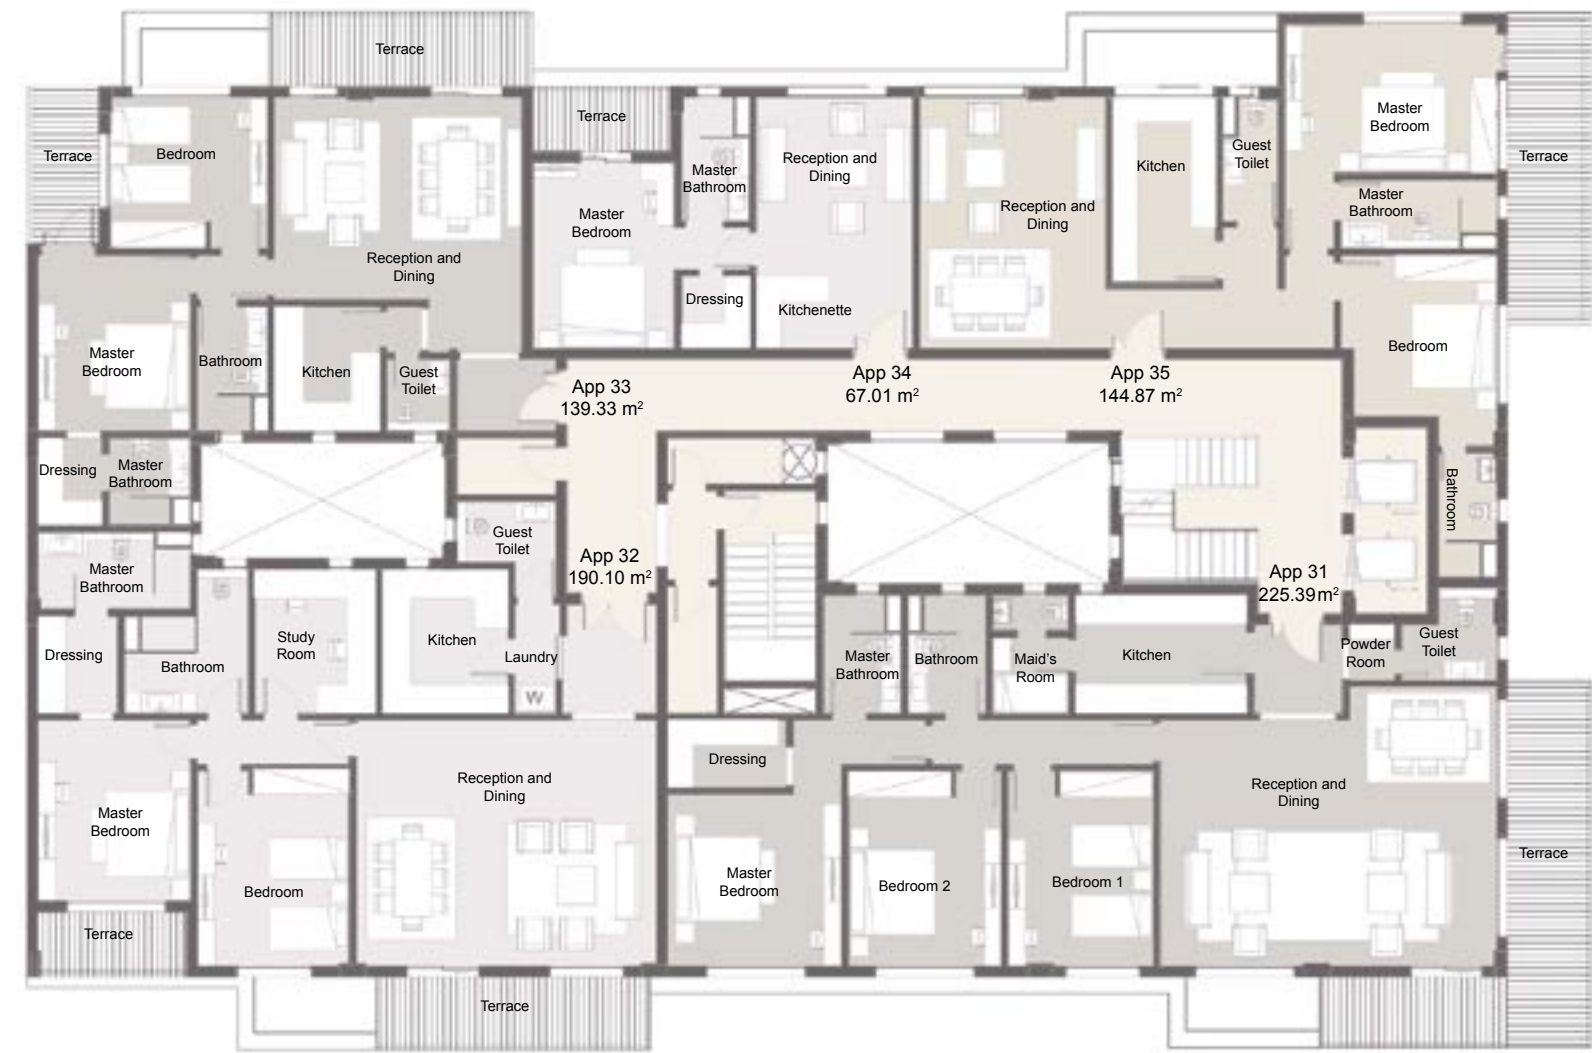 Terrace
Terrace
Bedroom
Reception and
Dining
Master
Bedroom
Bathroom
Kitchen
Guest
Toilet
Dressing
Master
Bathroom
App 33
139.33 m²
Terrace
Master
Bedroom
Master
Bathroom
Dressing
Reception and
Dining
Kitchenette
App 34
67.01 m²
Reception and
Dining
Kitchen
Guest
Toilet
Master
Bedroom
Terrace
Master
Bathroom
Bedroom
Bathroom
App 35
144.87 m²
Guest
Toilet
App 32
190.10 m²
Master
Bathroom
Dressing
Bathroom
Study
Room
Kitchen
Laundry
W
Master
Bedroom
Bedroom
Reception and
Dining
Terrace
Terrace
App 31
225.39m²
Master
Bathroom
Bathroom
Maid's
Room
Kitchen
Powder
Room
Guest
Toilet
Dressing
Master
Bedroom
Bedroom 2
Bedroom 1
Reception and
Dining
Terrace